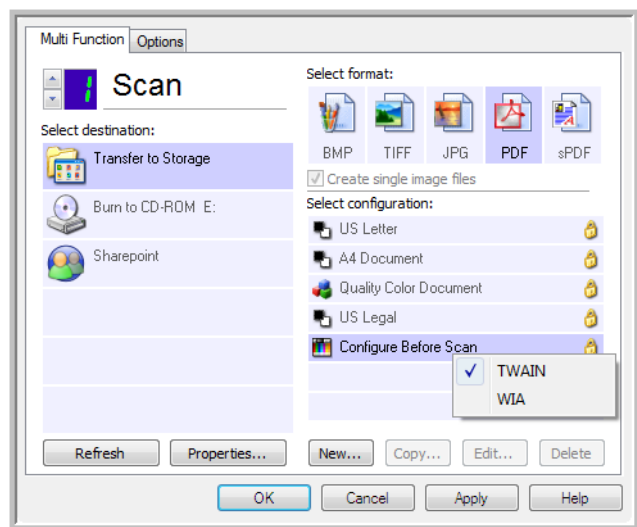 Multi Function
Options
1
Scan
Select destination:
Transfer to Storage
Burn to CD-ROM  E:
Sharepoint
Refresh
Properties...
Select format:
BMP
TIFF
JPG
PDF
sPDF
Create single image files
Select configuration:
US Letter
A4 Document
Quality Color Document
US Legal
Configure Before Scan
TWAIN
WIA
New...
Copy...
Edit...
Delete
OK
Cancel
Apply
Help